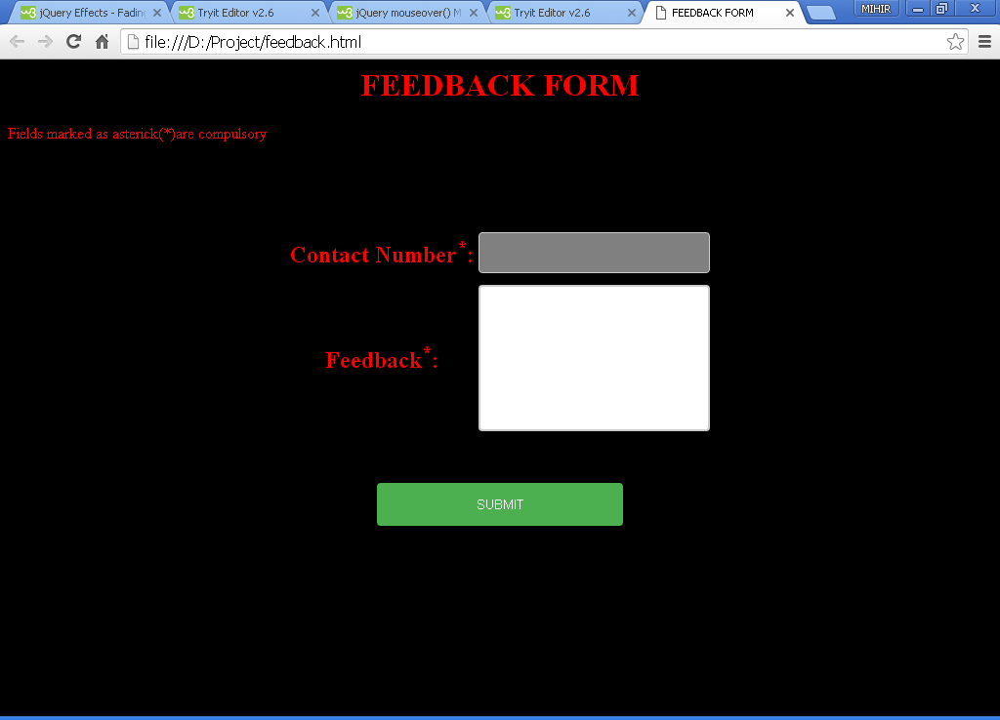 jQuery Effects - Fading
Tryit Editor v2.6
jQuery mouseover() M
Tryit Editor v2.6
FEEDBACK FORM
MIHIR
file:///D:/Project/feedback.html
FEEDBACK FORM
Fields marked as asterick(*)are compulsory
Contact Number*:
Feedback*:
SUBMIT